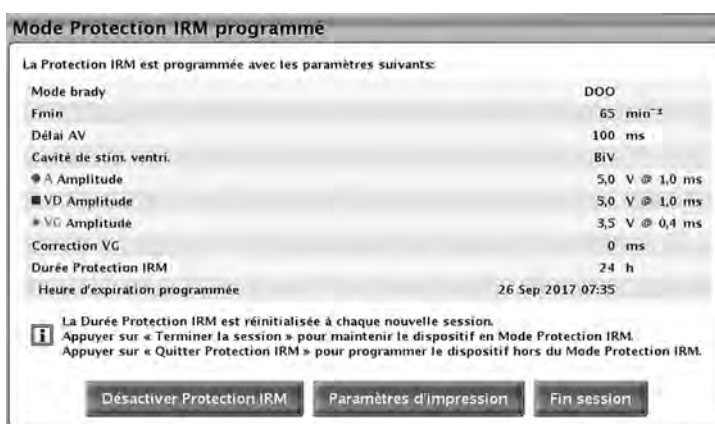 Mode Protection IRM programmé
La Protection IRM est programmée avec les paramètres suivants:
Mode brady DOO
Fmin 65 min⁻¹
Délai AV 100 ms
Cavité de stim. ventri. BiV
A Amplitude 5,0 V @ 1,0 ms
VD Amplitude 5,0 V @ 1,0 ms
VG Amplitude 3,5 V @ 0,4 ms
Correction VG 0 ms
Durée Protection IRM 24 h
Heure d'expiration programmée 26 Sep 2017 07:35
La Durée Protection IRM est réinitialisée à chaque nouvelle session.
Appuyer sur « Terminer la session » pour maintenir le dispositif en Mode Protection IRM.
Appuyer sur « Quitter Protection IRM » pour programmer le dispositif hors du Mode Protection IRM.
Désactiver Protection IRM Paramètres d'impression Fin session